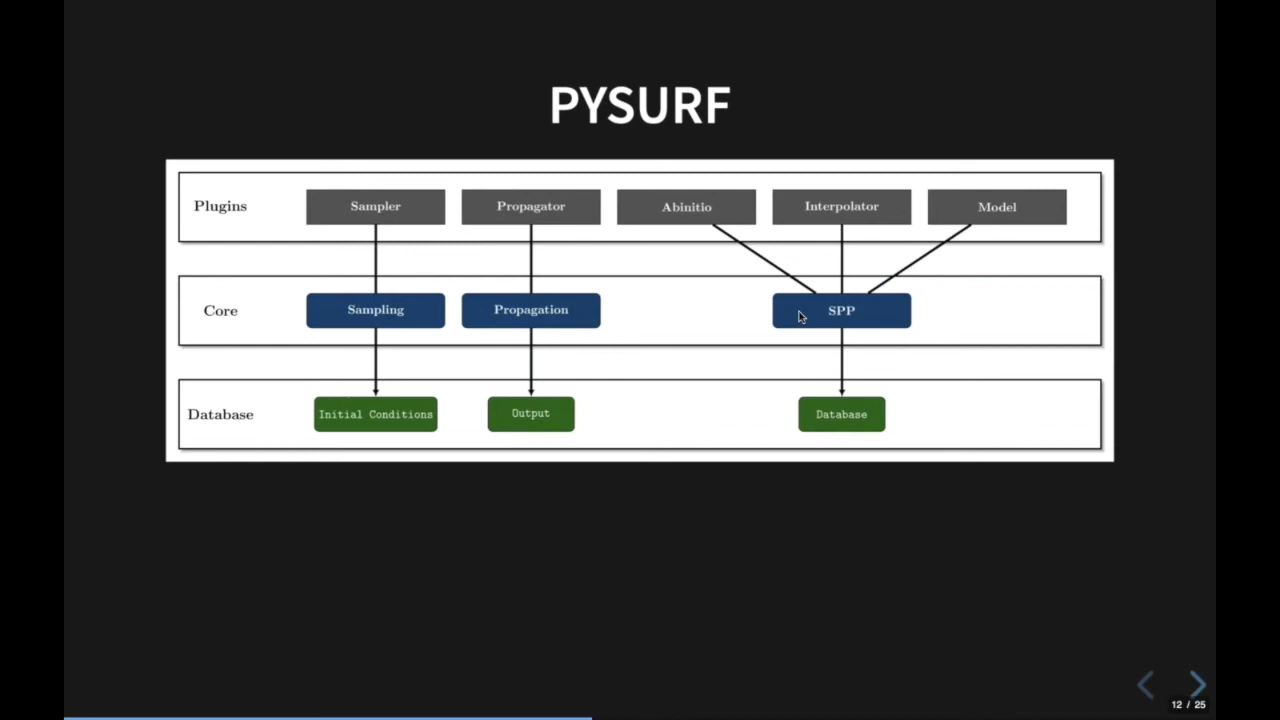 PYSURF
Plugins Sampler Propagator Abinitio Interpolator Model
Core Sampling Propagation SPP
Database Initial Conditions Output Database
12 / 25